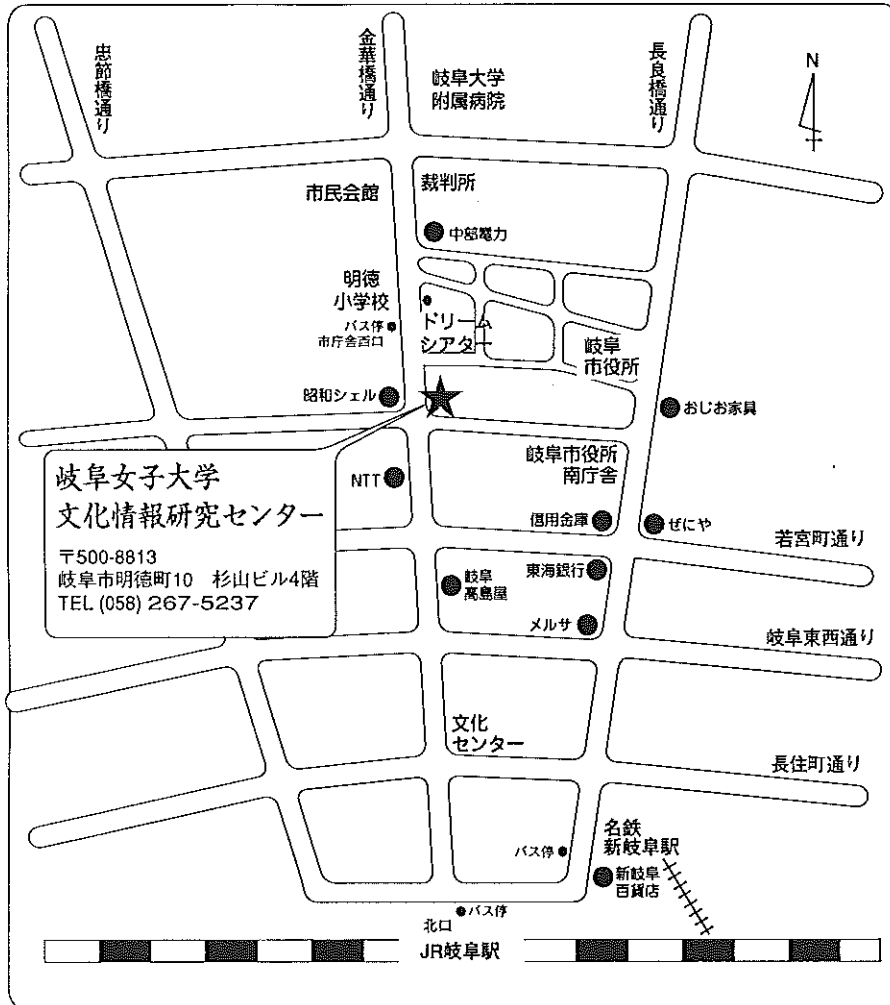 忠節橋通り
金華橋通り
長良橋通り
岐阜大学
附属病院
N
市民会館
裁判所
中部電力
明徳
小学校
バス停
市庁舎西口
ドリーム
シアター
岐阜
市役所
昭和シェル
おじお家具
岐阜女子大学
文化情報研究センター
〒500-8813
岐阜市明徳町10 杉山ビル4階
TEL (058) 267-5237
NTT
岐阜市役所
南庁舎
信用金庫
ぜにや
若宮町通り
岐阜
髙島屋
東海銀行
メルサ
岐阜東西通り
文化
センター
長住町通り
名鉄
新岐阜駅
バス停
新岐阜
百貨店
バス停
北口
JR岐阜駅